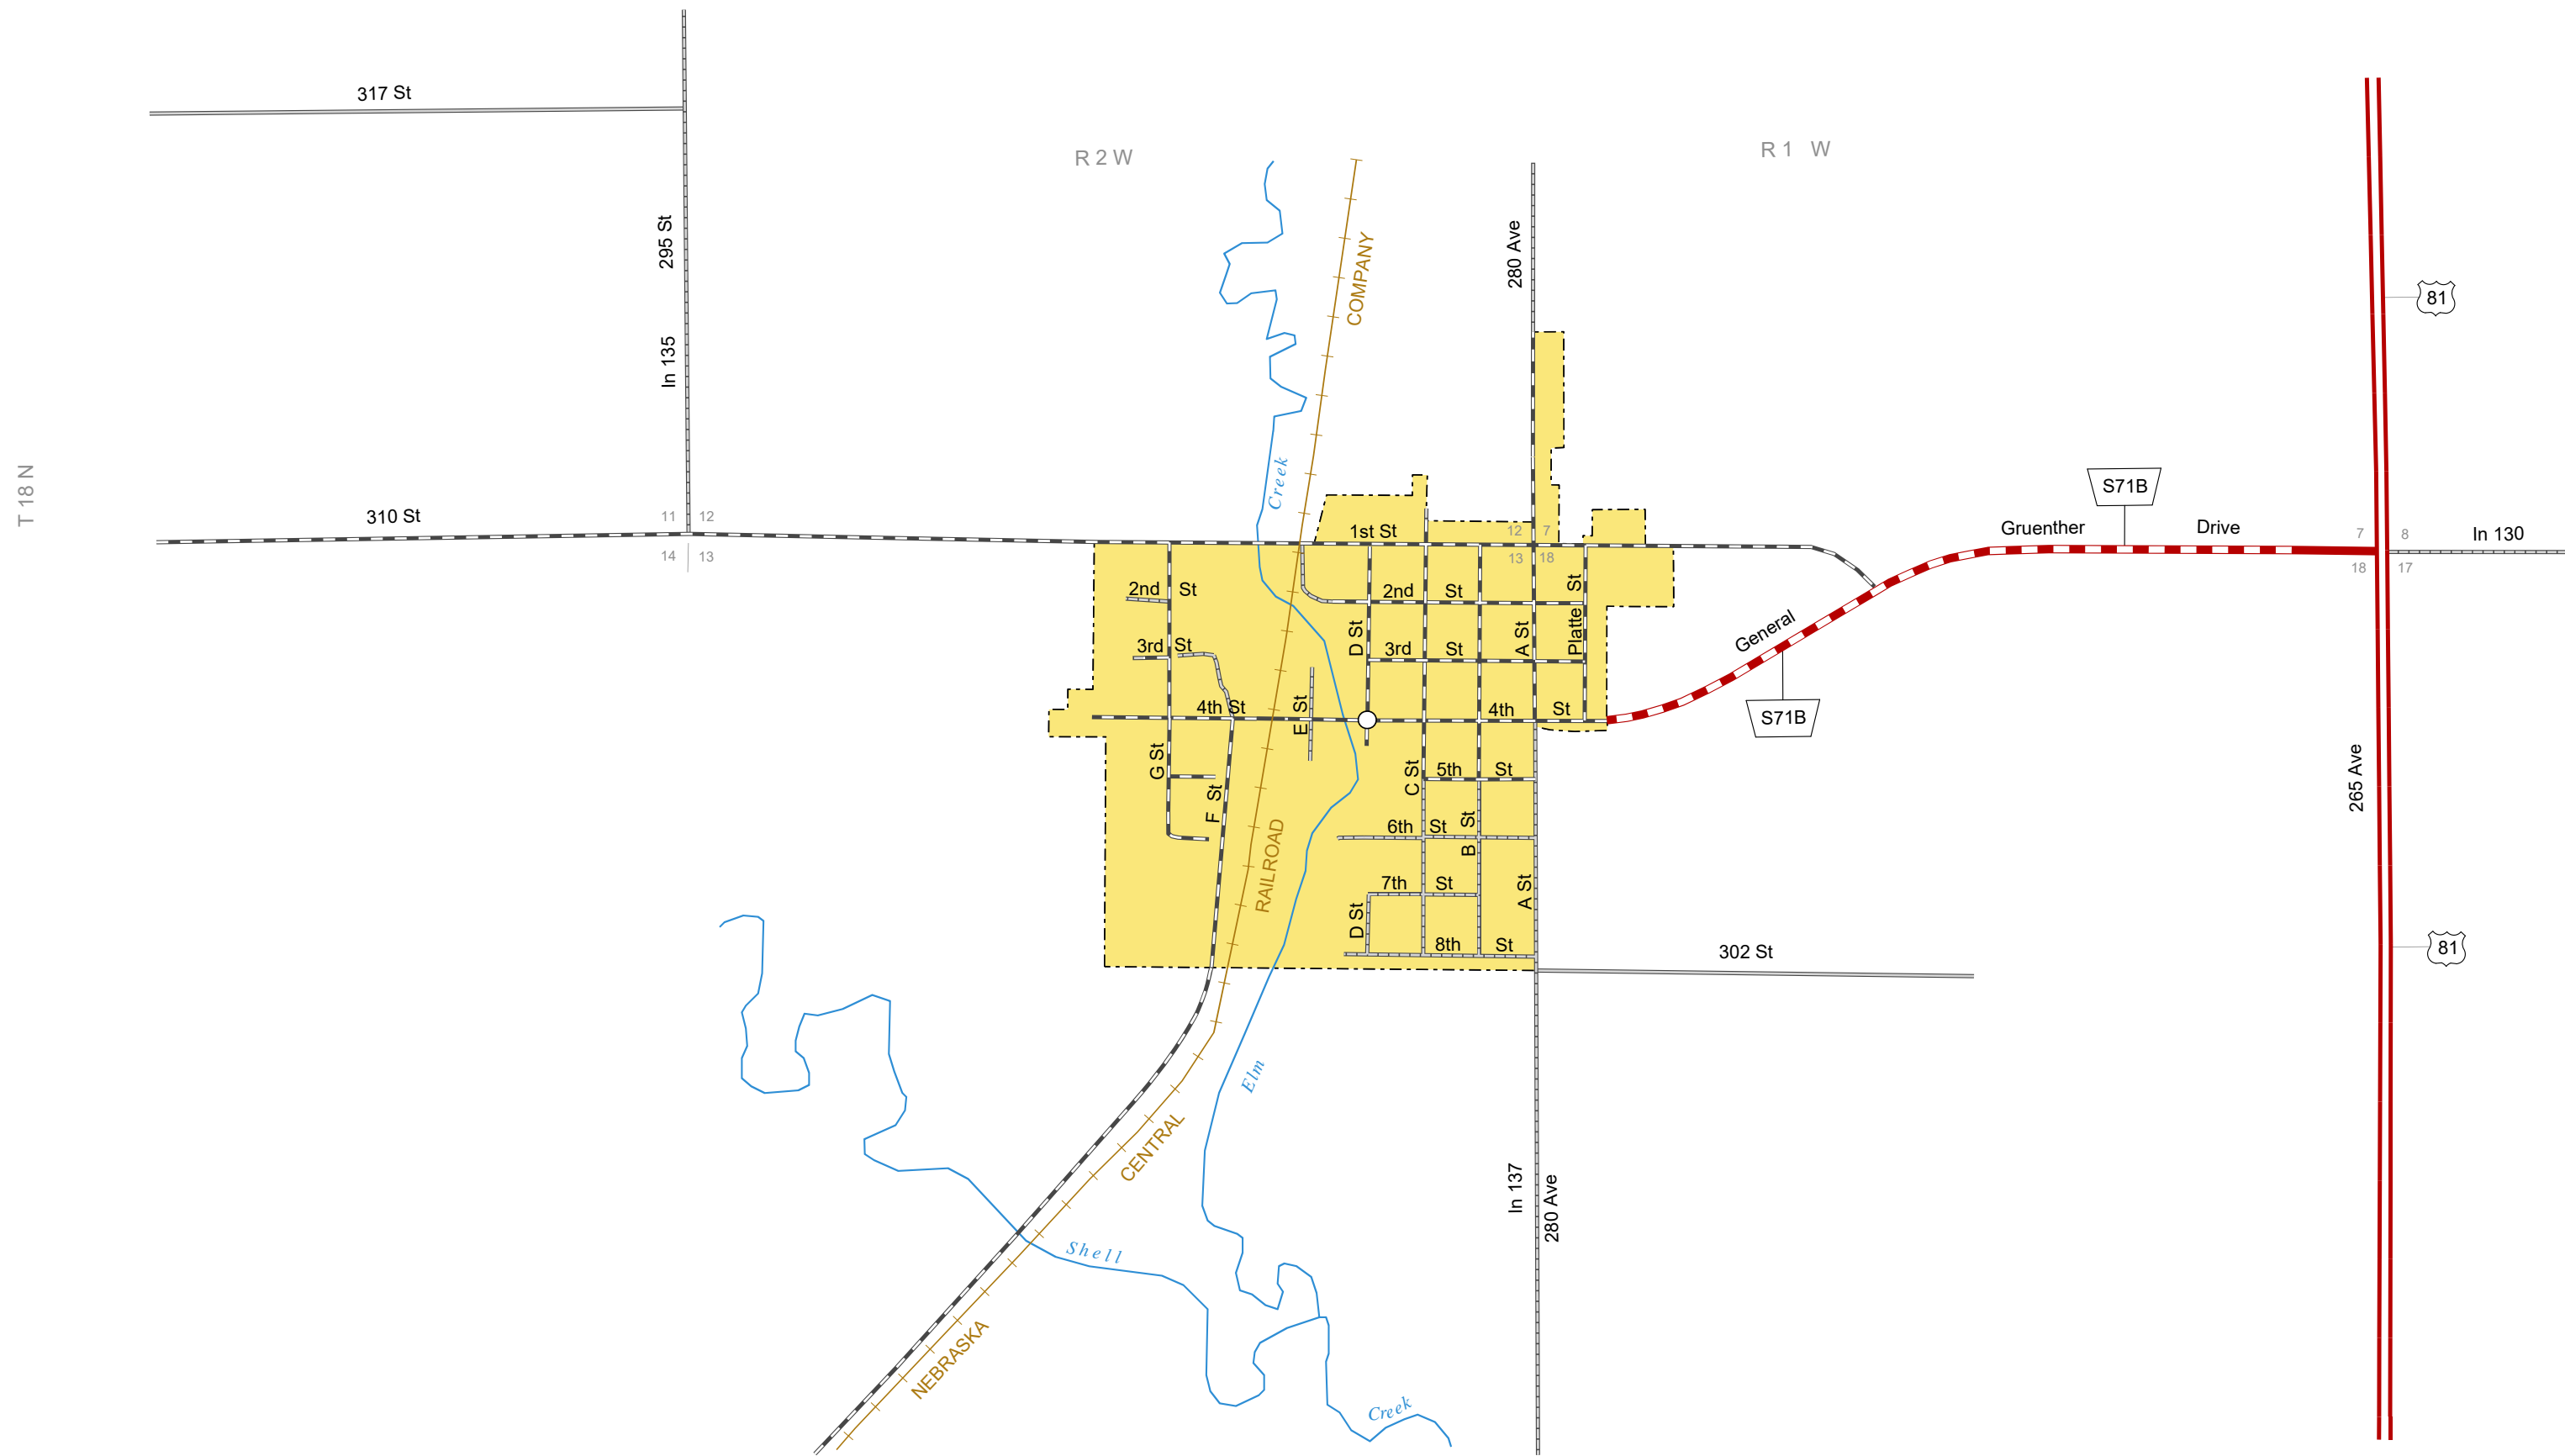 317 St
R 2 W
R 1 W
295 St
COMPANY
280 Ave
81
In 135
T 18 N
Creek
S71B
310 St
11
12
1st St
12
7
Gruenther
Drive
7
8
In 130
14
13
13
18
18
17
2nd
St
2nd
St
Platte
St
3rd
St
D St
3rd
St
A St
General
4th St
E St
4th
St
S71B
G St
C St
5th
St
265 Ave
F St
6th
St
B
St
RAILROAD
7th
St
A St
D St
8th
St
302 St
81
Elm
CENTRAL
In 137
280 Ave
Shell
NEBRASKA
Creek